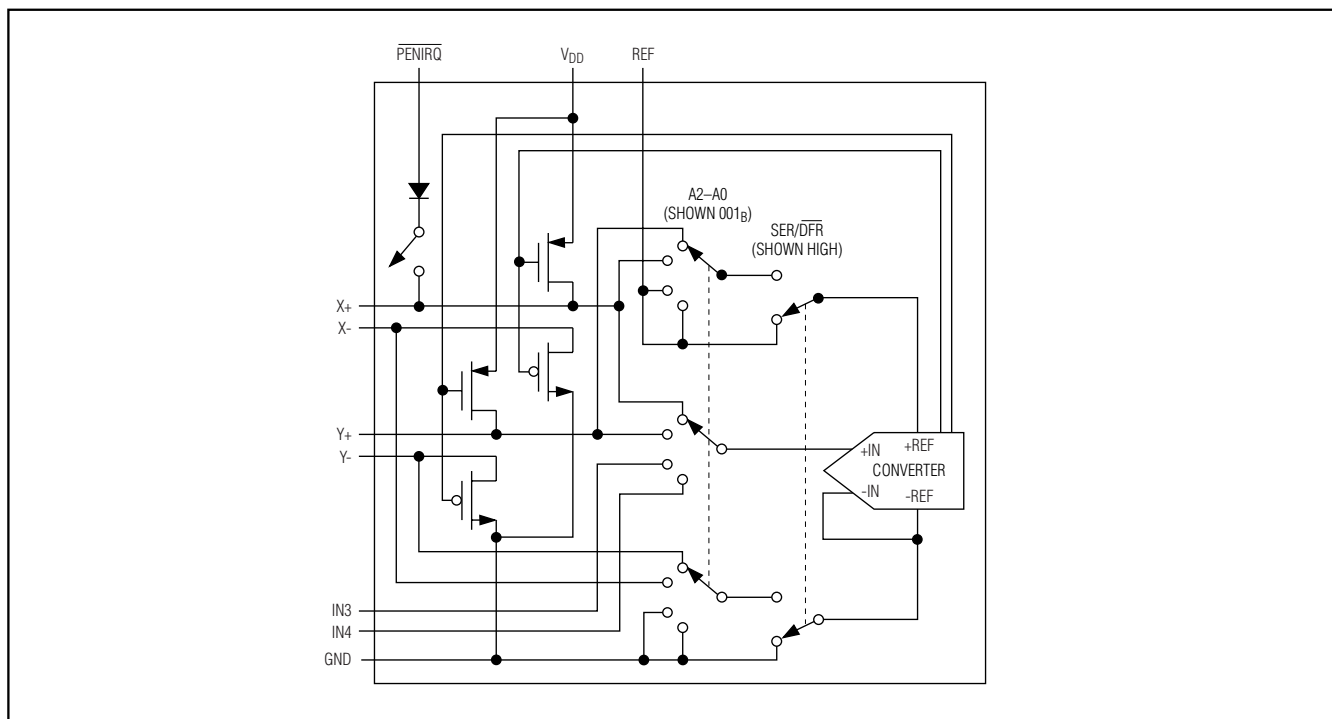 PENIRQ
VDD
REF
A2–A0
(SHOWN 001B)
SER/DFR
(SHOWN HIGH)
X+
X-
Y+
Y-
+IN
+REF
CONVERTER
-IN
-REF
IN3
IN4
GND